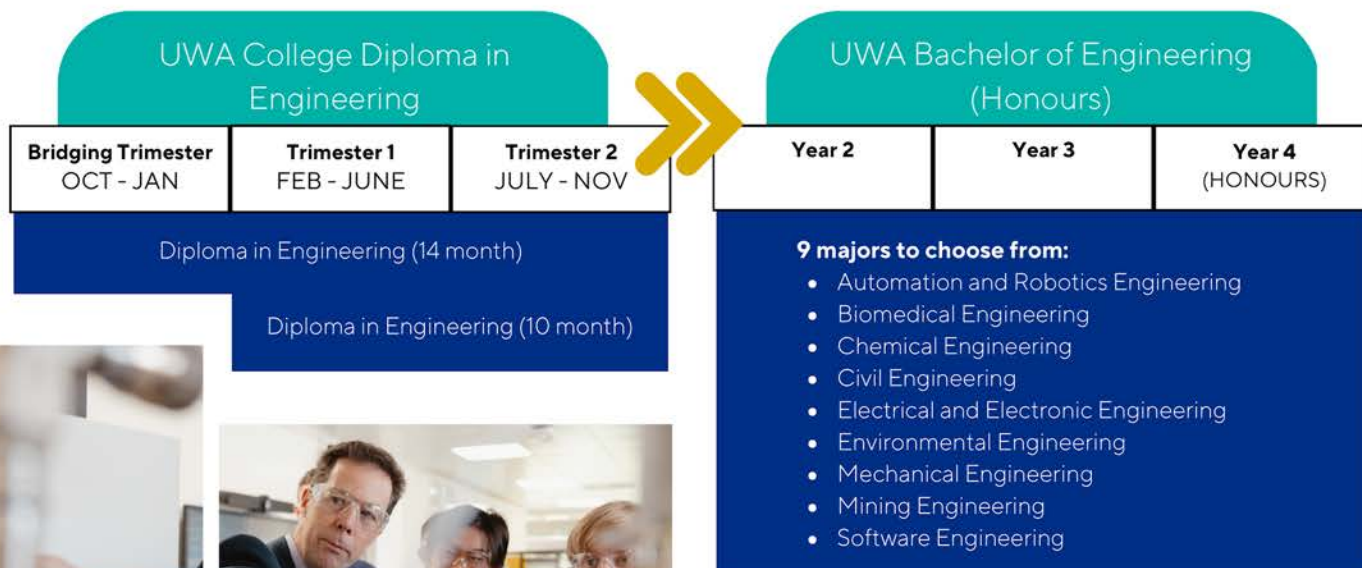 UWA College Diploma in
Engineering
Bridging Trimester
OCT - JAN
Trimester 1
FEB - JUNE
Trimester 2
JULY - NOV
Diploma in Engineering (14 month)
Diploma in Engineering (10 month)
UWA Bachelor of Engineering
(Honours)
Year 2
Year 3
Year 4
(HONOURS)
9 majors to choose from:
• Automation and Robotics Engineering
• Biomedical Engineering
• Chemical Engineering
• Civil Engineering
• Electrical and Electronic Engineering
• Environmental Engineering
• Mechanical Engineering
• Mining Engineering
• Software Engineering